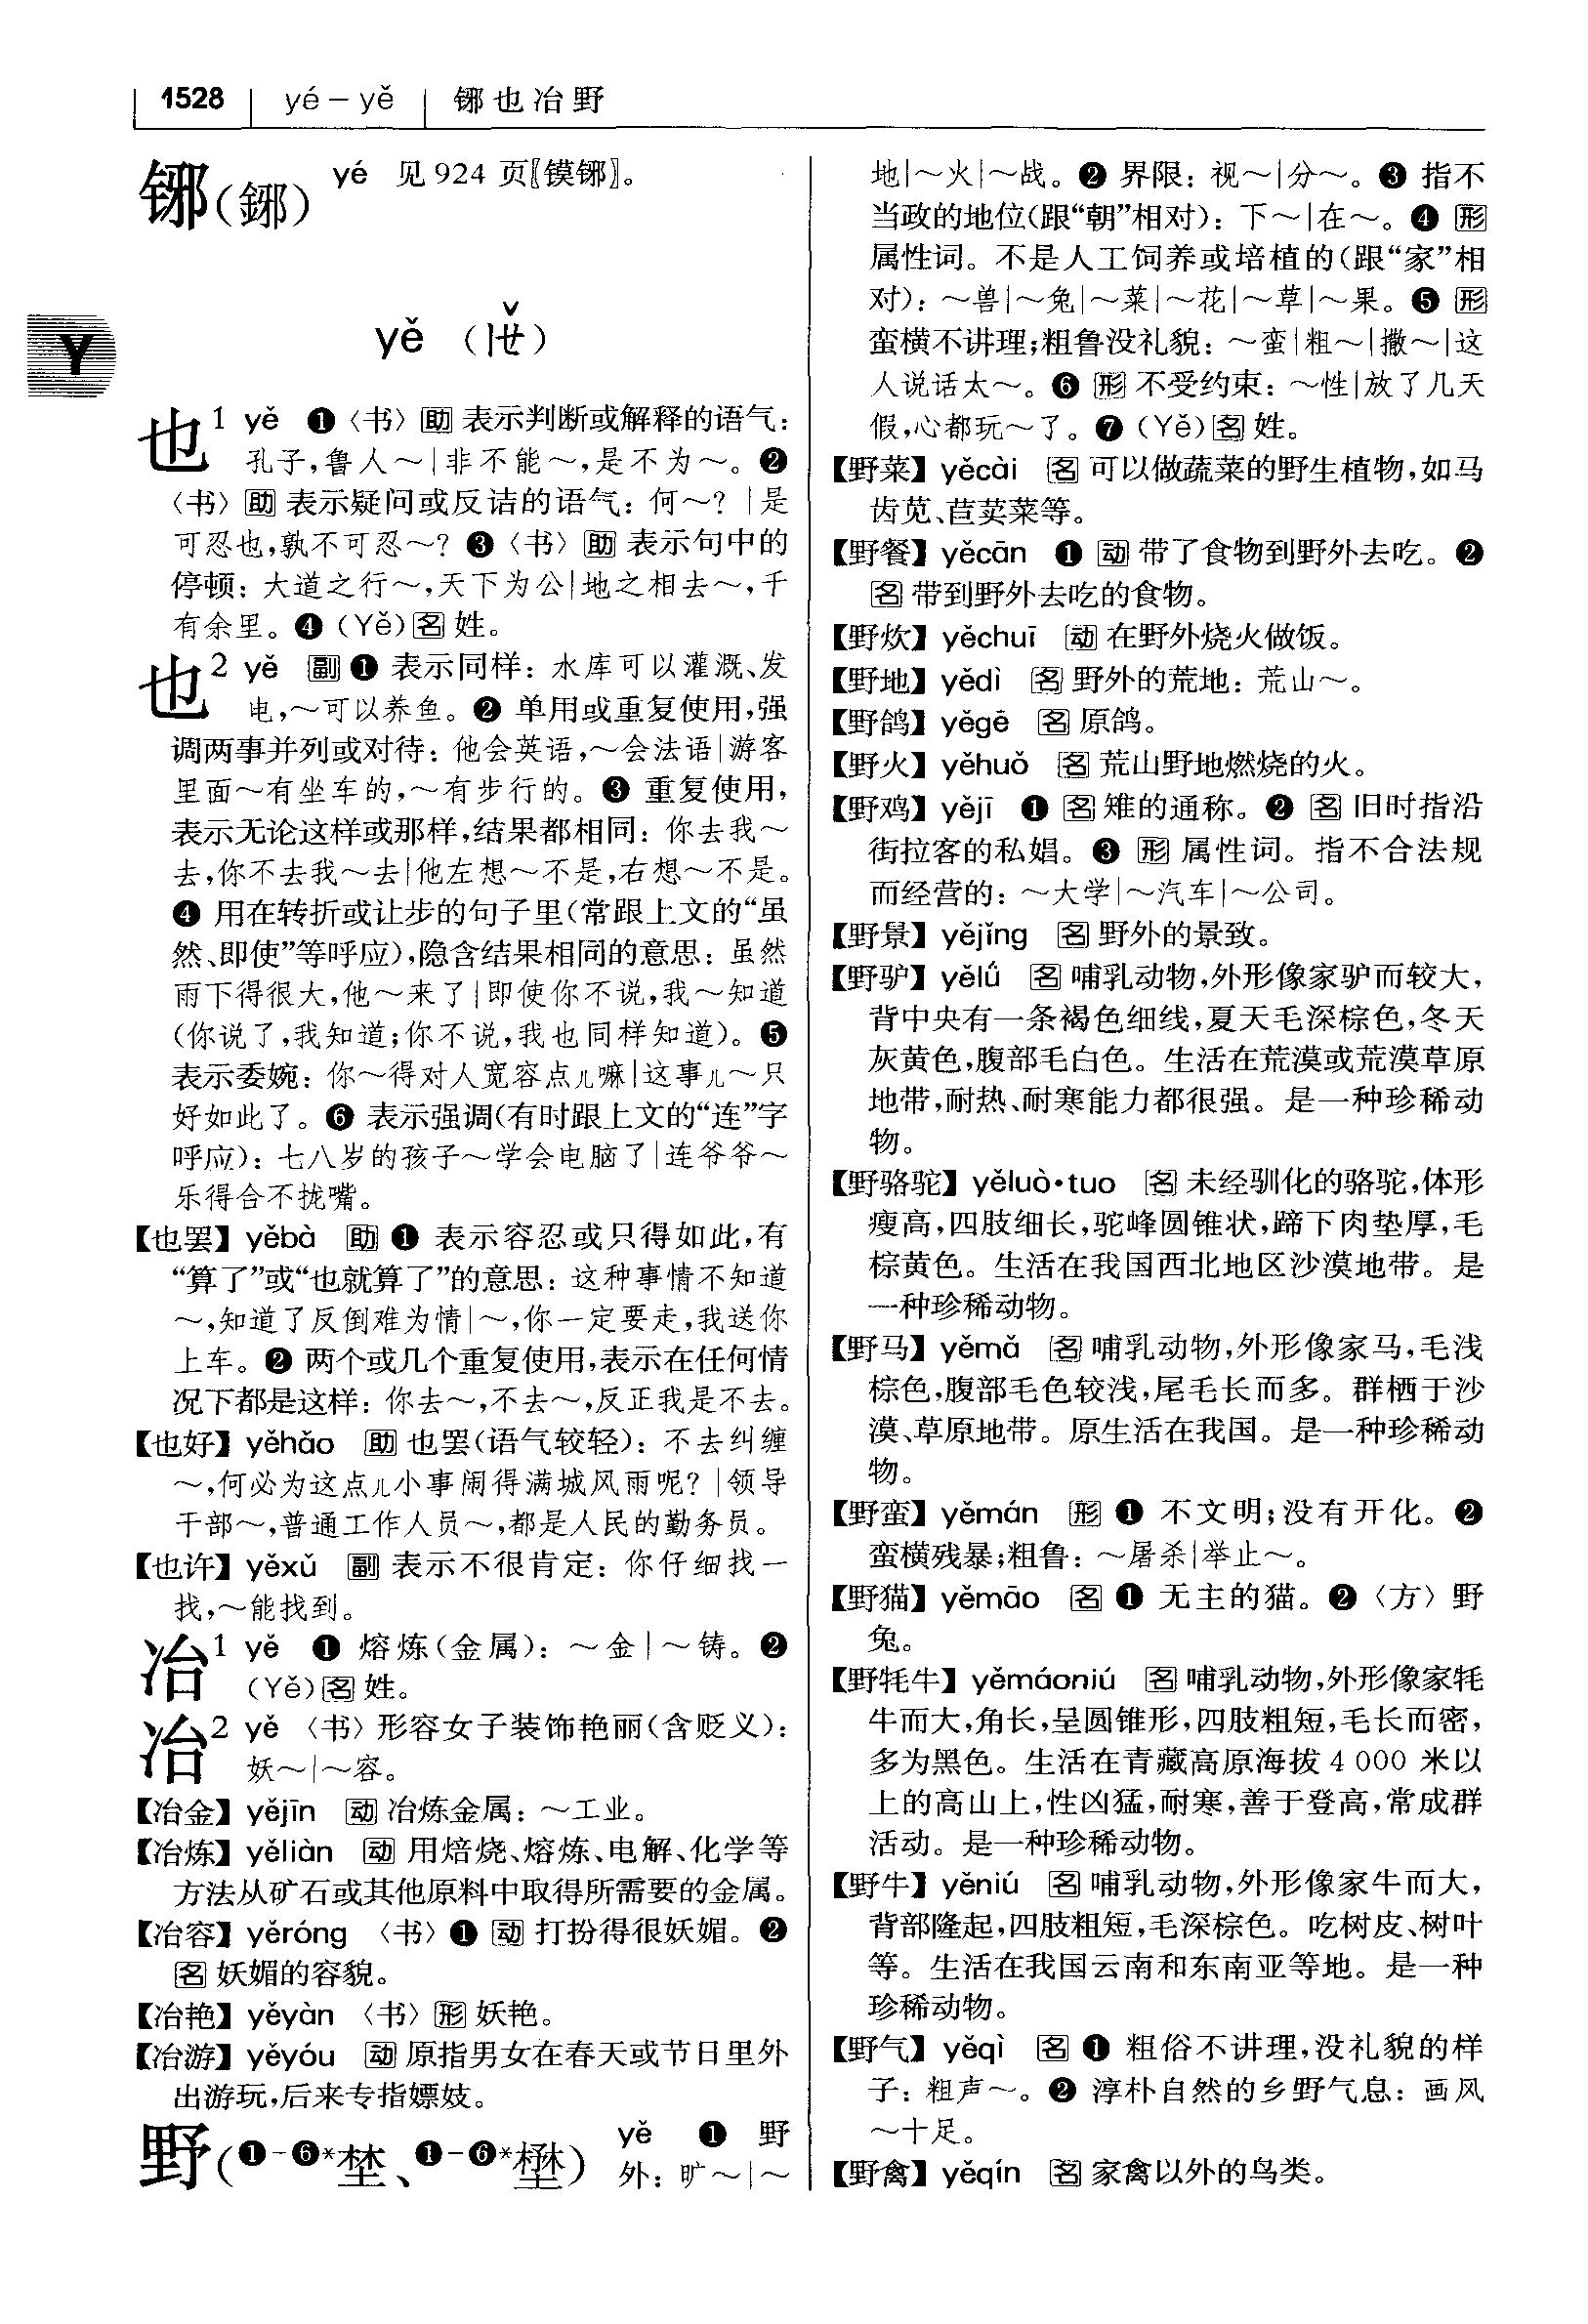 1528 yé－yě 铘也冶野
铘(鋣) yé 见 924 页〖镆铘〗。
yě （ㄧㄝˇ）
Y
也1 yě ❶〈书〉助 表示判断或解释的语气：
孔子，鲁人～|非不能～，是不为～。❷
〈书〉助 表示疑问或反诘的语气：何～？|是
可忍也，孰不可忍～？❸〈书〉助 表示句中的
停顿：大道之行～，天下为公|地之相去～，千
有余里。❹（Yě）名 姓。
也2 yě 副 ❶ 表示同样：水库可以灌溉、发
电，～可以养鱼。❷ 单用或重复使用，强
调两事并列或对待：他会英语，～会法语|游客
里面～有坐车的，～有步行的。❸ 重复使用，
表示无论这样或那样，结果都相同：你去我～
去，你不去我～去|他左想～不是，右想～不是。
❹ 用在转折或让步的句子里（常跟上文的“虽
然、即使”等呼应），隐含结果相同的意思：虽然
雨下得很大，他～来了|即使你不说，我～知道
（你说了，我知道；你不说，我也同样知道）。❺
表示委婉：你～得对人宽容点儿嘛|这事儿～只
好如此了。❻ 表示强调（有时跟上文的“连”字
呼应）：七八岁的孩子～学会电脑了|连爷爷～
乐得合不拢嘴。
【也罢】yěbà 助 ❶ 表示容忍或只得如此，有
“算了”或“也就算了”的意思：这种事情不知道
～，知道了反倒难为情|～，你一定要走，我送你
上车。❷ 两个或几个重复使用，表示在任何情
况下都是这样：你去～，不去～，反正我是不去。
【也好】yěhǎo 助 也罢（语气较轻）：不去纠缠
～，何必为这点儿小事闹得满城风雨呢？|领导
干部～，普通工作人员～，都是人民的勤务员。
【也许】yěxǔ 副 表示不很肯定：你仔细找一
找，～能找到。
冶1 yě ❶ 熔炼（金属）：～金|～铸。❷
（Yě）名 姓。
冶2 yě 〈书〉形容女子装饰艳丽（含贬义）：
妖～|～容。
【冶金】yějīn 动 冶炼金属：～工业。
【冶炼】yěliàn 动 用焙烧、熔炼、电解、化学等
方法从矿石或其他原料中取得所需要的金属。
【冶容】yěróng 〈书〉❶ 动 打扮得很妖媚。❷
名 妖媚的容貌。
【冶艳】yěyàn 〈书〉形 妖艳。
【冶游】yěyóu 动 原指男女在春天或节日里外
出游玩，后来专指嫖妓。
野(❶-❻*埜、❶-❻*壄) yě ❶ 野
外：旷～|～
地|～火|～战。❷ 界限：视～|分～。❸ 指不
当政的地位（跟“朝”相对）：下～|在～。❹ 形
属性词。不是人工饲养或培植的（跟“家”相
对）：～兽|～兔|～菜|～花|～草|～果。❺ 形
蛮横不讲理；粗鲁没礼貌：～蛮|粗～|撒～|这
人说话太～。❻ 形 不受约束：～性|放了几天
假，心都玩～了。❼（Yě）名 姓。
【野菜】yěcài 名 可以做蔬菜的野生植物，如马
齿苋、苣荬菜等。
【野餐】yěcān ❶ 动 带了食物到野外去吃。❷
名 带到野外去吃的食物。
【野炊】yěchuī 动 在野外烧火做饭。
【野地】yědì 名 野外的荒地：荒山～。
【野鸽】yěgē 名 原鸽。
【野火】yěhuǒ 名 荒山野地燃烧的火。
【野鸡】yějī ❶ 名 雉的通称。❷ 名 旧时指沿
街拉客的私娼。❸ 形 属性词。指不合法规
而经营的：～大学|～汽车|～公司。
【野景】yějǐng 名 野外的景致。
【野驴】yělǘ 名 哺乳动物，外形像家驴而较大，
背中央有一条褐色细线，夏天毛深棕色，冬天
灰黄色，腹部毛白色。生活在荒漠或荒漠草原
地带，耐热、耐寒能力都很强。是一种珍稀动
物。
【野骆驼】yěluò·tuo 名 未经驯化的骆驼，体形
瘦高，四肢细长，驼峰圆锥状，蹄下肉垫厚，毛
棕黄色。生活在我国西北地区沙漠地带。是
一种珍稀动物。
【野马】yěmǎ 名 哺乳动物，外形像家马，毛浅
棕色，腹部毛色较浅，尾毛长而多。群栖于沙
漠、草原地带。原生活在我国。是一种珍稀动
物。
【野蛮】yěmán 形 ❶ 不文明；没有开化。❷
蛮横残暴；粗鲁：～屠杀|举止～。
【野猫】yěmāo 名 ❶ 无主的猫。❷〈方〉野
兔。
【野牦牛】yěmáoniú 名 哺乳动物，外形像家牦
牛而大，角长，呈圆锥形，四肢粗短，毛长而密，
多为黑色。生活在青藏高原海拔 4 000 米以
上的高山上，性凶猛，耐寒，善于登高，常成群
活动。是一种珍稀动物。
【野牛】yěniú 名 哺乳动物，外形像家牛而大，
背部隆起，四肢粗短，毛深棕色。吃树皮、树叶
等。生活在我国云南和东南亚等地。是一种
珍稀动物。
【野气】yěqì 名 ❶ 粗俗不讲理，没礼貌的样
子：粗声～。❷ 淳朴自然的乡野气息：画风
～十足。
【野禽】yěqín 名 家禽以外的鸟类。